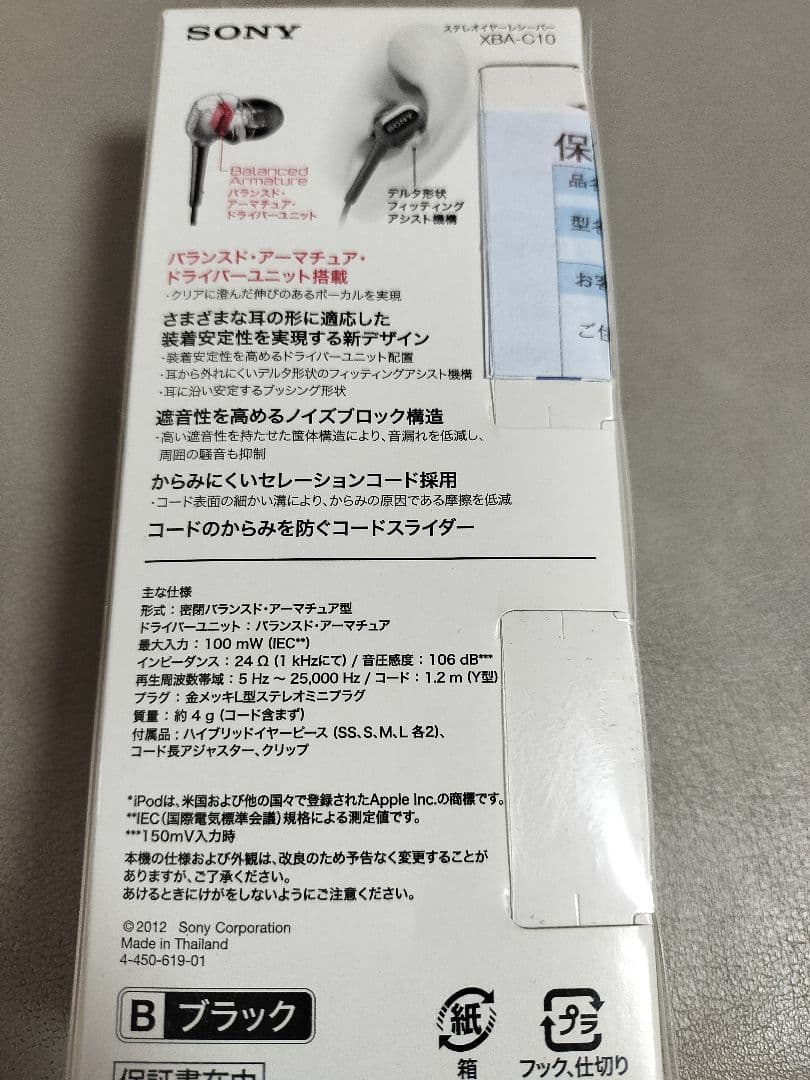 SONY
ステレオイヤーレシーバー
XBA-C10
SONY
Balanced
Armature
バランスド・
アーマチュア・
ドライバーユニット
デルタ形状
フィッティング
アシスト機構
保
品名
型名
お客
ご住
バランスド・アーマチュア・
ドライバーユニット搭載
・クリアに澄んだ伸びのあるボーカルを実現
さまざまな耳の形に適応した
装着安定性を実現する新デザイン
・装着安定性を高めるドライバーユニット配置
・耳から外れにくいデルタ形状のフィッティングアシスト機構
・耳に沿い安定するブッシング形状
遮音性を高めるノイズブロック構造
・高い遮音性を持たせた筐体構造により、音漏れを低減し、
周囲の騒音も抑制
からみにくいセレーションコード採用
・コード表面の細かい溝により、からみの原因である摩擦を低減
コードのからみを防ぐコードスライダー
主な仕様
形式：密閉バランスド・アーマチュア型
ドライバーユニット：バランスド・アーマチュア
最大入力：100 mW (IEC**)
インピーダンス：24 Ω (1 kHzにて) / 音圧感度：106 dB***
再生周波数帯域：5 Hz ～ 25,000 Hz / コード：1.2 m (Y型)
プラグ：金メッキL型ステレオミニプラグ
質量：約4 g (コード含まず)
付属品：ハイブリッドイヤーピース (SS、S、M、L 各2)、
コード長アジャスター、クリップ
*iPodは、米国および他の国々で登録されたApple Inc.の商標です。
**IEC（国際電気標準会議）規格による測定値です。
***150mV入力時
本機の仕様および外観は、改良のため予告なく変更することが
ありますが、ご了承ください。
あけるときにけがをしないようにご注意ください。
©2012 Sony Corporation
Made in Thailand
4-450-619-01
B ブラック
紙
箱
プラ
フック、仕切り
保証書在中